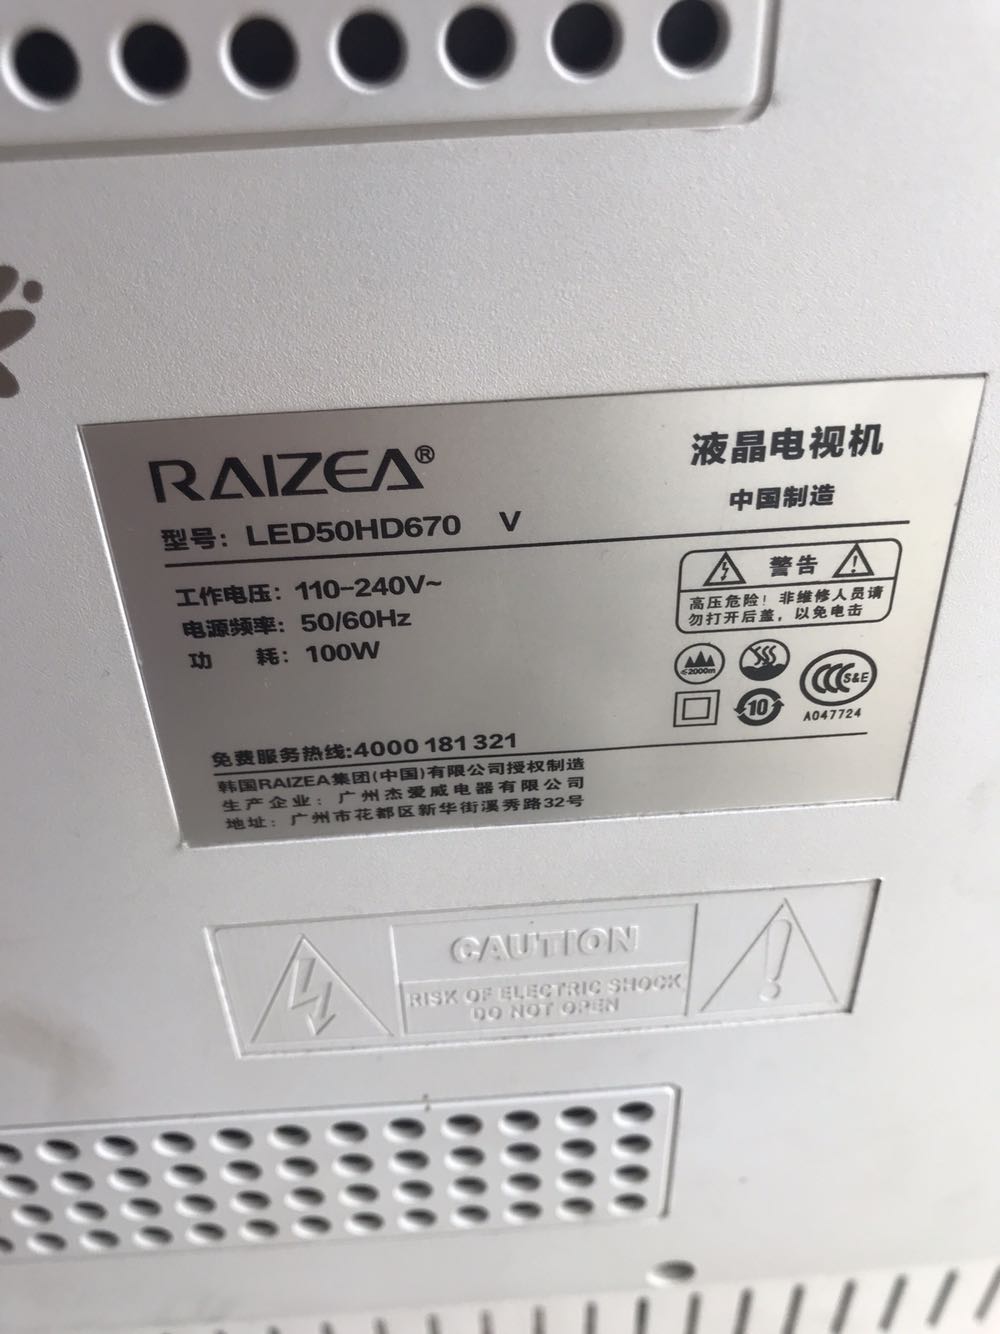 RAIZEA®
液晶电视机
中国制造
型号: LED50HD670 V
工作电压: 110-240V~
电源频率: 50/60Hz
功 耗: 100W
警告
高压危险!非维修人员请
勿打开后盖,以免电击
≤2000m
10
CCC S&E
A047724
免费服务热线:4000 181 321
韩国RAIZEA集团(中国)有限公司授权制造
生产企业: 广州杰爱威电器有限公司
地址: 广州市花都区新华街溪秀路32号
CAUTION
RISK OF ELECTRIC SHOCK
DO NOT OPEN